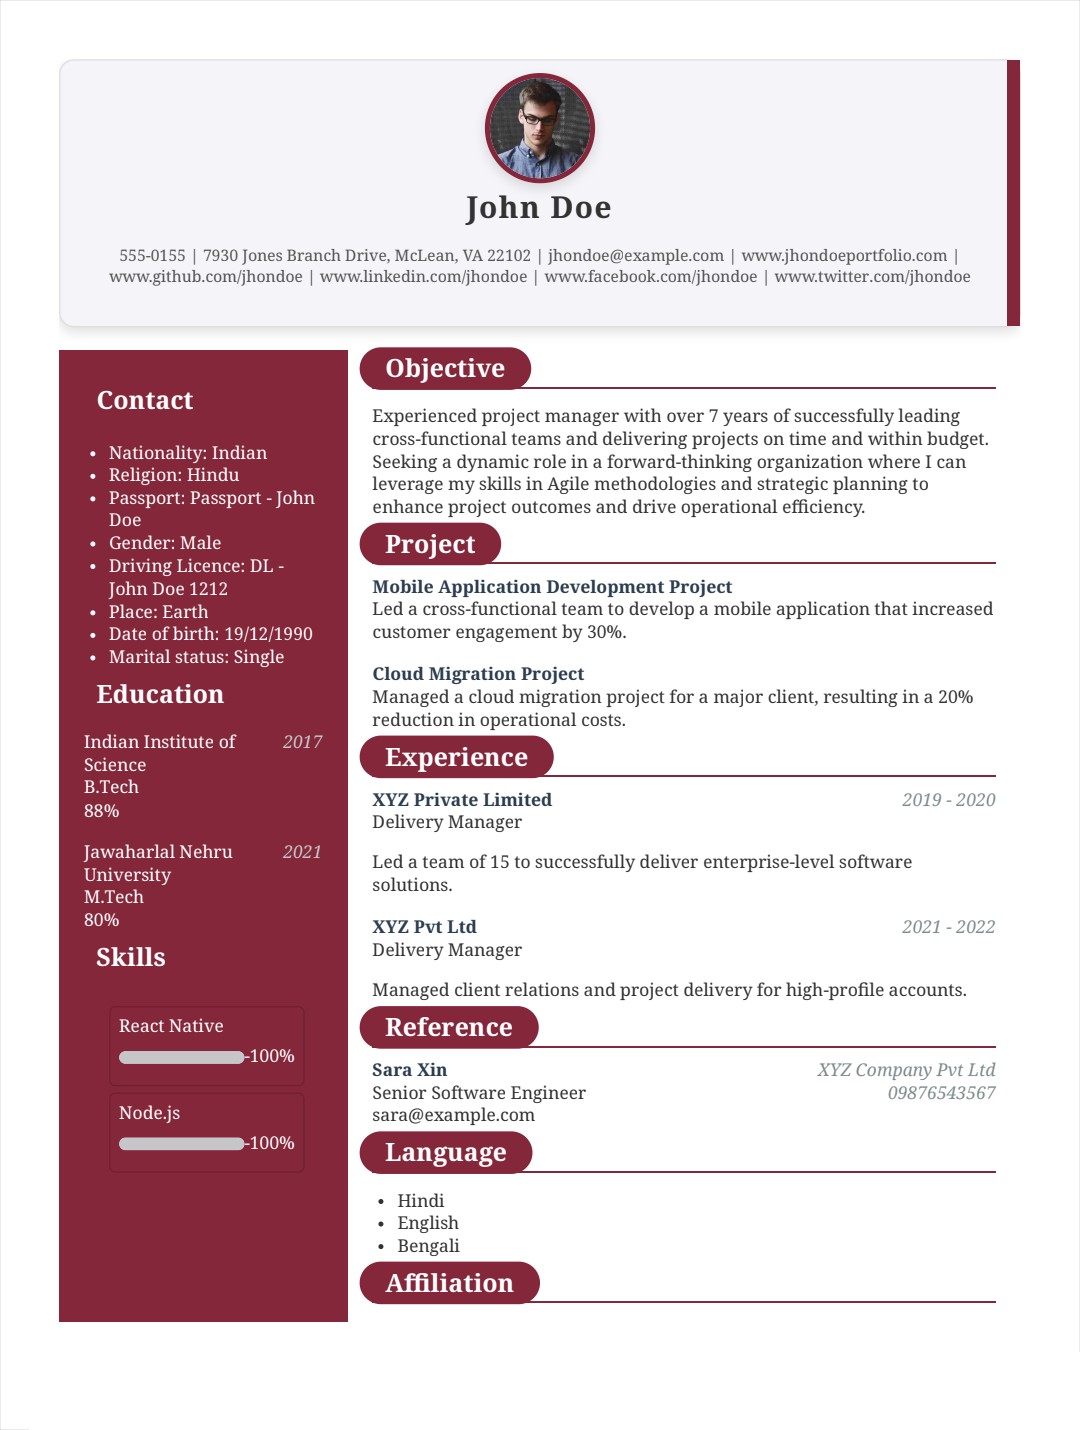 John Doe
555-0155 | 7930 Jones Branch Drive, McLean, VA 22102 | jhondoe@example.com | www.jhondoeportfolio.com |
www.github.com/jhondoe | www.linkedin.com/jhondoe | www.facebook.com/jhondoe | www.twitter.com/jhondoe
Contact
• Nationality: Indian
• Religion: Hindu
• Passport: Passport - John
Doe
• Gender: Male
• Driving Licence: DL -
John Doe 1212
• Place: Earth
• Date of birth: 19/12/1990
• Marital status: Single
Education
Indian Institute of 2017
Science
B.Tech
88%
Jawaharlal Nehru 2021
University
M.Tech
80%
Skills
React Native
-100%
Node.js
-100%
Objective
Experienced project manager with over 7 years of successfully leading
cross-functional teams and delivering projects on time and within budget.
Seeking a dynamic role in a forward-thinking organization where I can
leverage my skills in Agile methodologies and strategic planning to
enhance project outcomes and drive operational efficiency.
Project
Mobile Application Development Project
Led a cross-functional team to develop a mobile application that increased
customer engagement by 30%.
Cloud Migration Project
Managed a cloud migration project for a major client, resulting in a 20%
reduction in operational costs.
Experience
XYZ Private Limited 2019 - 2020
Delivery Manager
Led a team of 15 to successfully deliver enterprise-level software
solutions.
XYZ Pvt Ltd 2021 - 2022
Delivery Manager
Managed client relations and project delivery for high-profile accounts.
Reference
Sara Xin XYZ Company Pvt Ltd
Senior Software Engineer 09876543567
sara@example.com
Language
• Hindi
• English
• Bengali
Affiliation